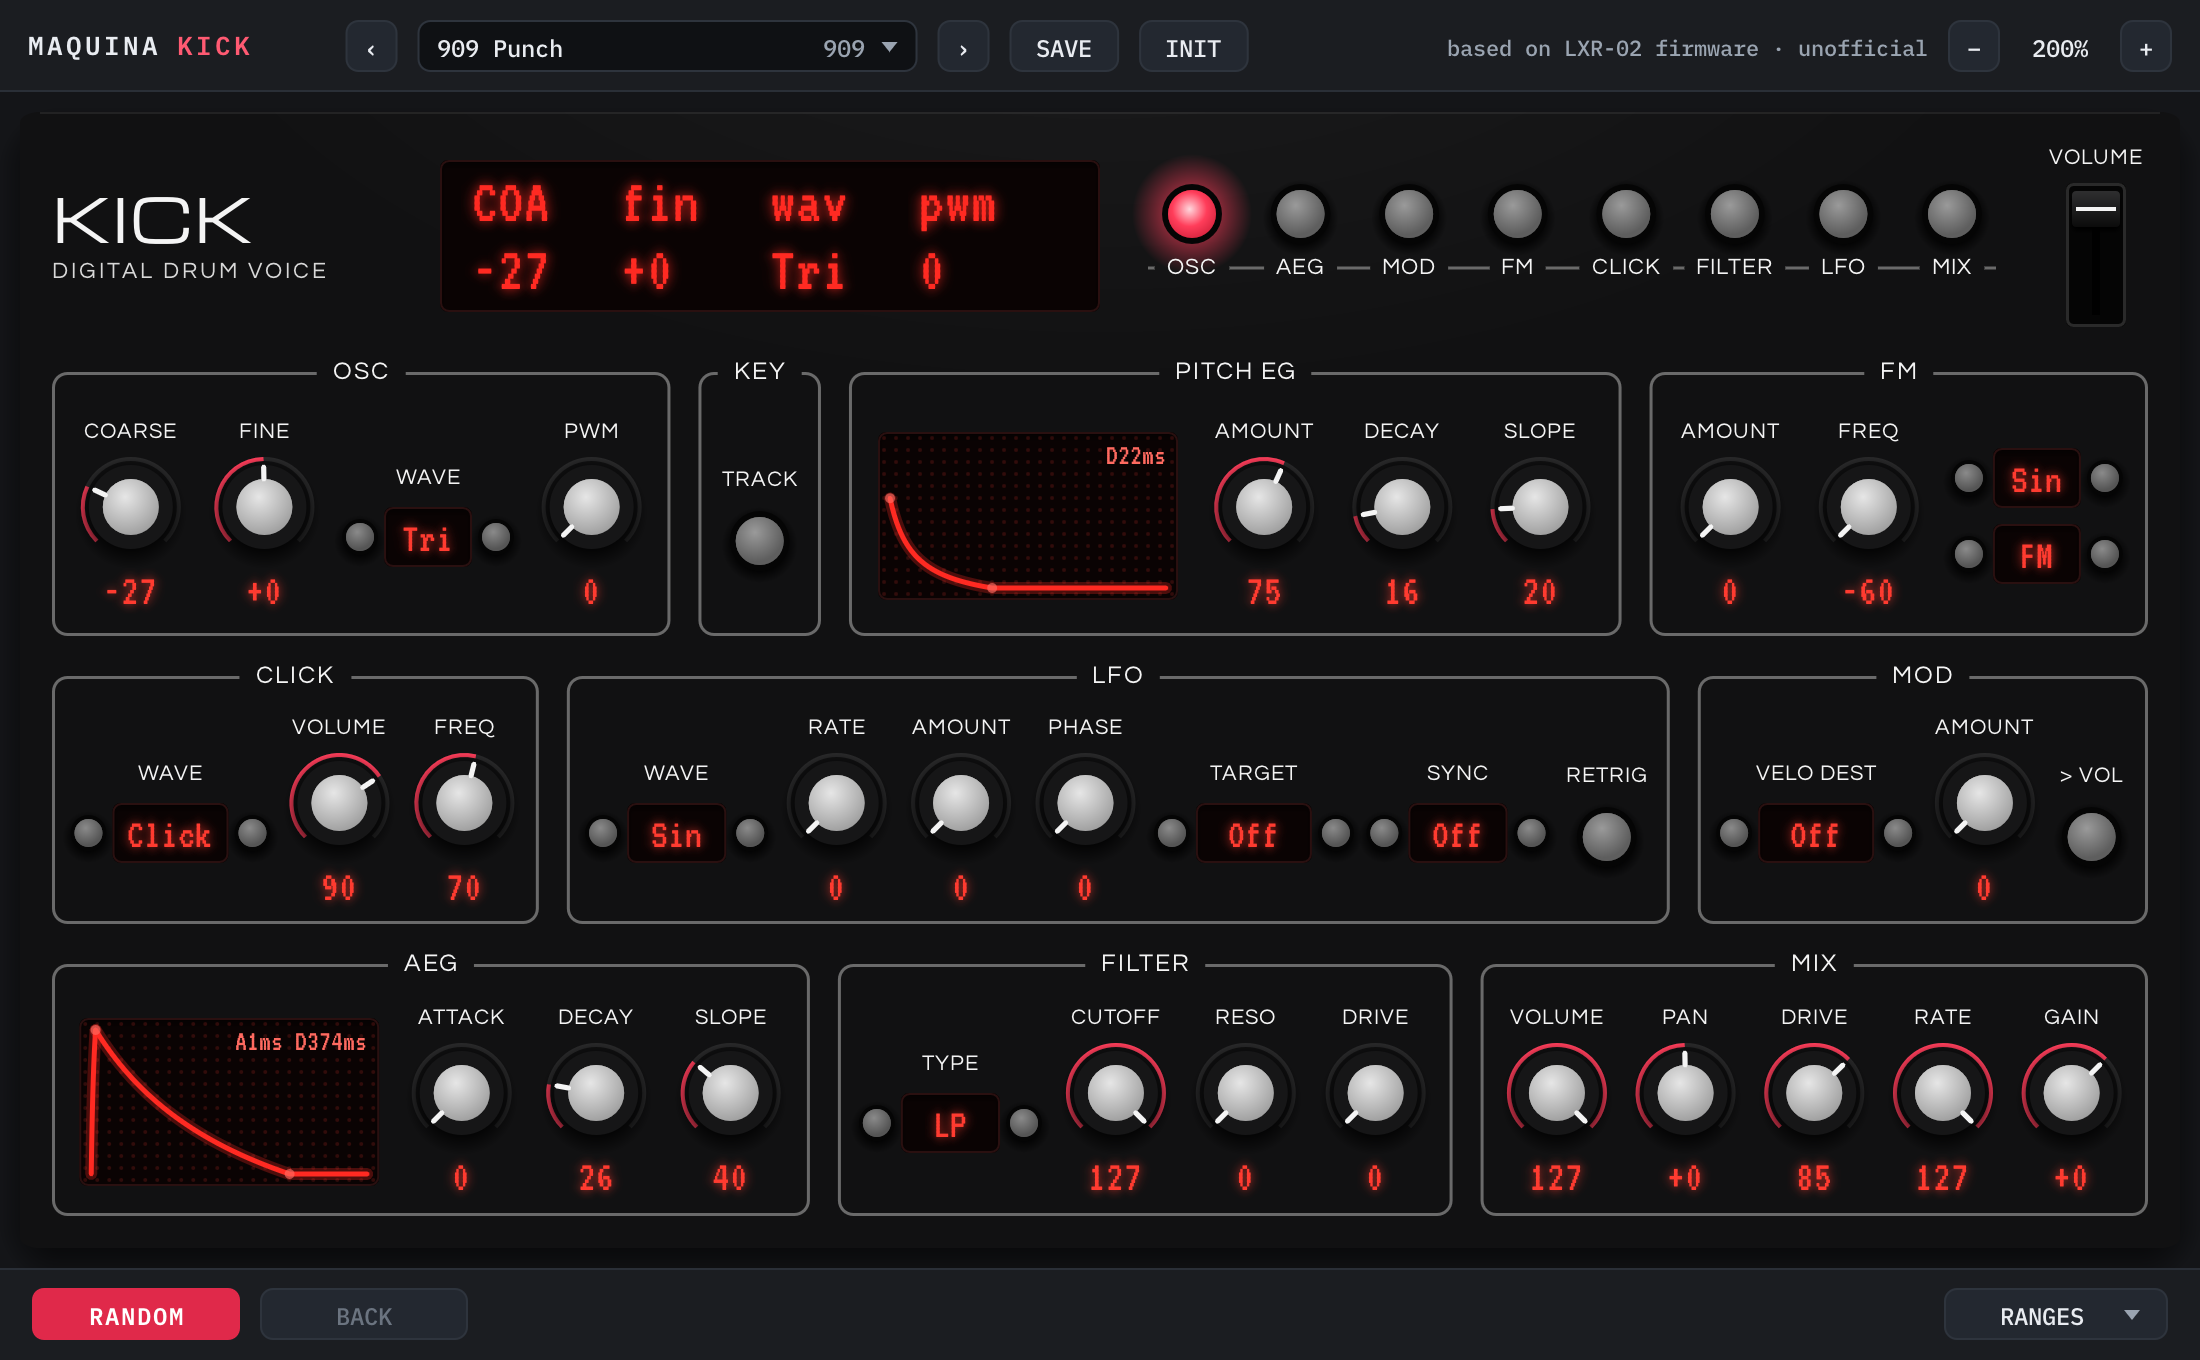 MAQUINA KICK
‹
909 Punch 909
›
SAVE
INIT
based on LXR-02 firmware · unofficial
−
200%
+
KICK
DIGITAL DRUM VOICE
COA fin wav pwm
-27 +0 Tri 0
OSC AEG MOD FM CLICK FILTER LFO MIX
VOLUME
OSC
COARSE FINE WAVE PWM
Tri
-27 +0 0
KEY
TRACK
PITCH EG
D22ms
AMOUNT DECAY SLOPE
75 16 20
FM
AMOUNT FREQ
Sin
FM
0 -60
CLICK
WAVE VOLUME FREQ
Click
90 70
LFO
WAVE RATE AMOUNT PHASE TARGET SYNC RETRIG
Sin Off Off
0 0 0
MOD
VELO DEST AMOUNT > VOL
Off
0
AEG
A1ms D374ms
ATTACK DECAY SLOPE
0 26 40
FILTER
TYPE CUTOFF RESO DRIVE
LP
127 0 0
MIX
VOLUME PAN DRIVE RATE GAIN
127 +0 85 127 +0
RANDOM
BACK
RANGES